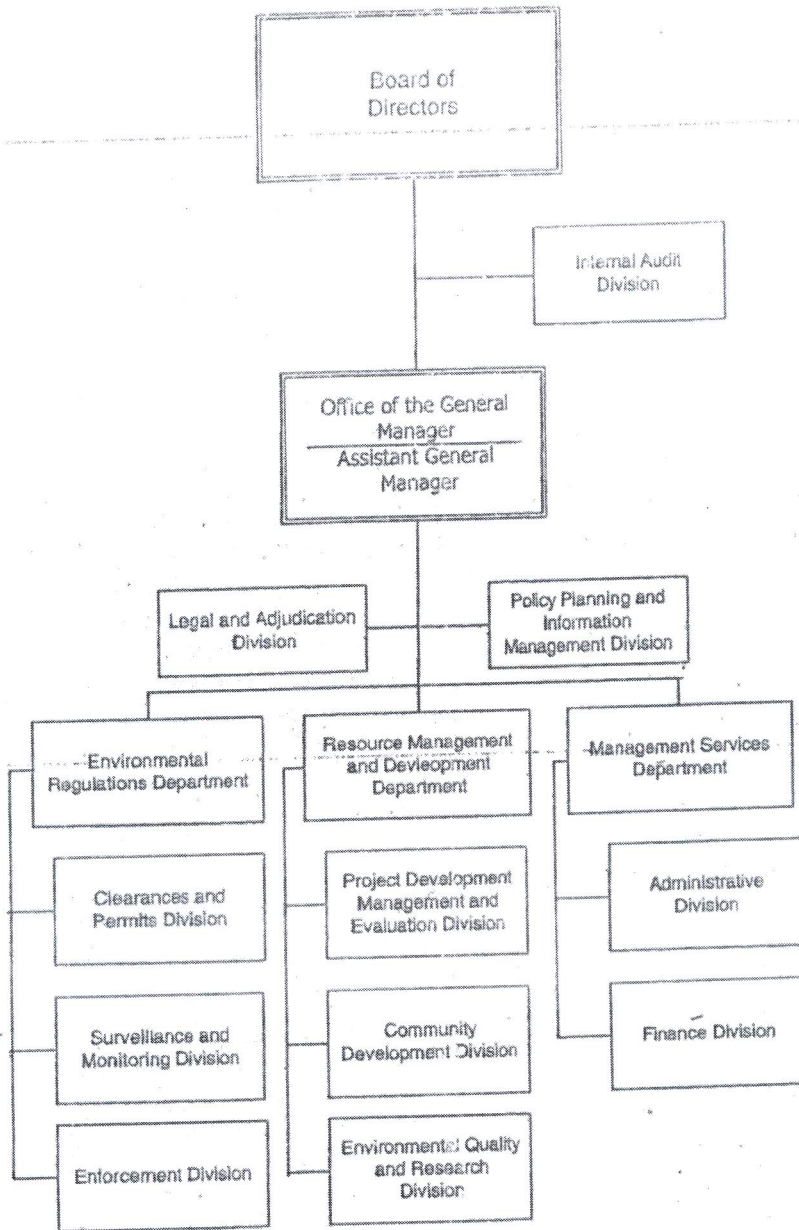 Board of
Directors
Internal Audit
Division
Office of the General
Manager
Assistant General
Manager
Legal and Adjudication
Division
Policy Planning and
Information
Management Division
Environmental
Regulations Department
Resource Management
and Devleopment
Department
Management Services
Department
Clearances and
Permits Division
Project Development
Management and
Evaluation Division
Administrative
Division
Surveillance and
Monitoring Division
Community
Development Division
Finance Division
Enforcement Division
Environmental Quality
and Research
Division